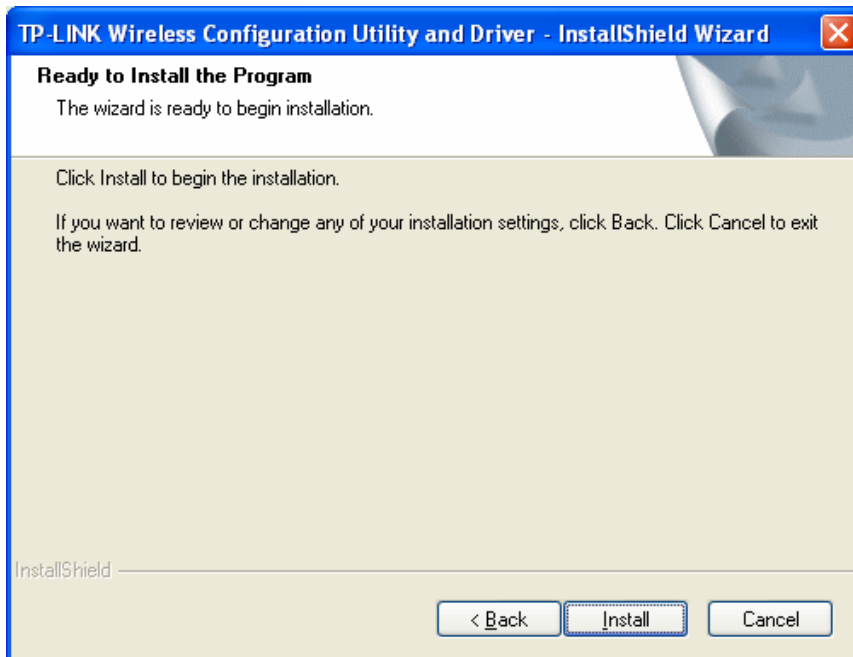 TP-LINK Wireless Configuration Utility and Driver - InstallShield Wizard
Ready to Install the Program
The wizard is ready to begin installation.
Click Install to begin the installation.
If you want to review or change any of your installation settings, click Back. Click Cancel to exit
the wizard.
InstallShield
< Back
Install
Cancel